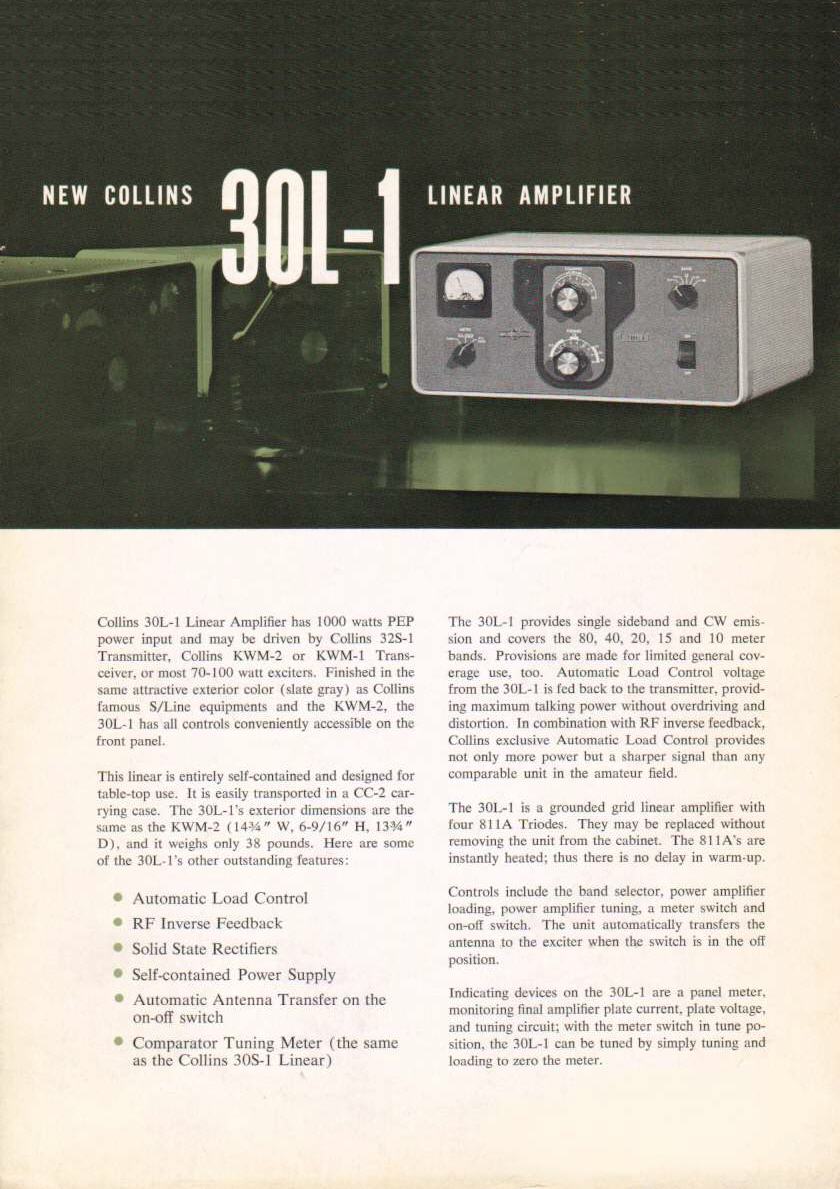 NEW COLLINS 30L-1 LINEAR AMPLIFIER
Collins 30L-1 Linear Amplifier has 1000 watts PEP
power input and may be driven by Collins 32S-1
Transmitter, Collins KWM-2 or KWM-1 Trans-
ceiver, or most 70-100 watt exciters. Finished in the
same attractive exterior color (slate gray) as Collins
famous S/Line equipments and the KWM-2, the
30L-1 has all controls conveniently accessible on the
front panel.
This linear is entirely self-contained and designed for
table-top use. It is easily transported in a CC-2 car-
rying case. The 30L-1's exterior dimensions are the
same as the KWM-2 (14¾″ W, 6-9/16″ H, 13¾″
D), and it weighs only 38 pounds. Here are some
of the 30L-1's other outstanding features:
• Automatic Load Control
• RF Inverse Feedback
• Solid State Rectifiers
• Self-contained Power Supply
• Automatic Antenna Transfer on the
on-off switch
• Comparator Tuning Meter (the same
as the Collins 30S-1 Linear)
The 30L-1 provides single sideband and CW emis-
sion and covers the 80, 40, 20, 15 and 10 meter
bands. Provisions are made for limited general cov-
erage use, too. Automatic Load Control voltage
from the 30L-1 is fed back to the transmitter, provid-
ing maximum talking power without overdriving and
distortion. In combination with RF inverse feedback,
Collins exclusive Automatic Load Control provides
not only more power but a sharper signal than any
comparable unit in the amateur field.
The 30L-1 is a grounded grid linear amplifier with
four 811A Triodes. They may be replaced without
removing the unit from the cabinet. The 811A's are
instantly heated; thus there is no delay in warm-up.
Controls include the band selector, power amplifier
loading, power amplifier tuning, a meter switch and
on-off switch. The unit automatically transfers the
antenna to the exciter when the switch is in the off
position.
Indicating devices on the 30L-1 are a panel meter,
monitoring final amplifier plate current, plate voltage,
and tuning circuit; with the meter switch in tune po-
sition, the 30L-1 can be tuned by simply tuning and
loading to zero the meter.